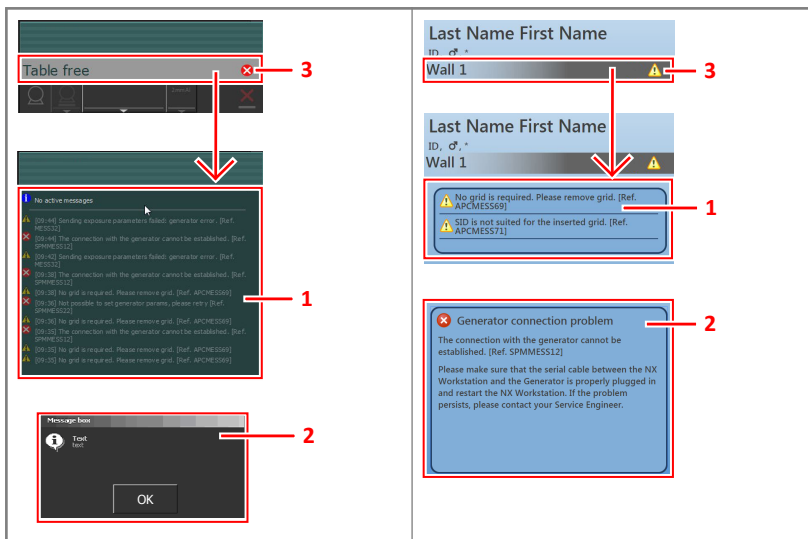 Table free
3
No active messages
[09:44] Sending exposure parameters failed: generator error. [Ref.
MESS32]
[09:44] The connection with the generator cannot be established. [Ref.
SPMMESS12]
[09:43] Sending exposure parameters failed: generator error. [Ref.
MESS32]
[09:38] The connection with the generator cannot be established. [Ref.
SPMMESS12]
[09:38] No grid is required. Please remove grid. [Ref. APCMESS69]
[09:36] Not possible to set generator params, please retry [Ref.
SPMMESS22]
[09:36] No grid is required. Please remove grid. [Ref. APCMESS69]
[09:35] The connection with the generator cannot be established. [Ref.
SPMMESS12]
[09:35] No grid is required. Please remove grid. [Ref. APCMESS69]
[09:35] No grid is required. Please remove grid. [Ref. APCMESS69]
1
Message box
Text
text
OK
2
Last Name First Name
ID, ♂, *
Wall 1
3
Last Name First Name
ID, ♂, *
Wall 1
No grid is required. Please remove grid. [Ref.
APCMESS69]
SID is not suited for the inserted grid. [Ref.
APCMESS71]
1
Generator connection problem
The connection with the generator cannot be
established. [Ref. SPMMESS12]
Please make sure that the serial cable between the NX
Workstation and the Generator is properly plugged in
and restart the NX Workstation. If the problem
persists, please contact your Service Engineer.
2